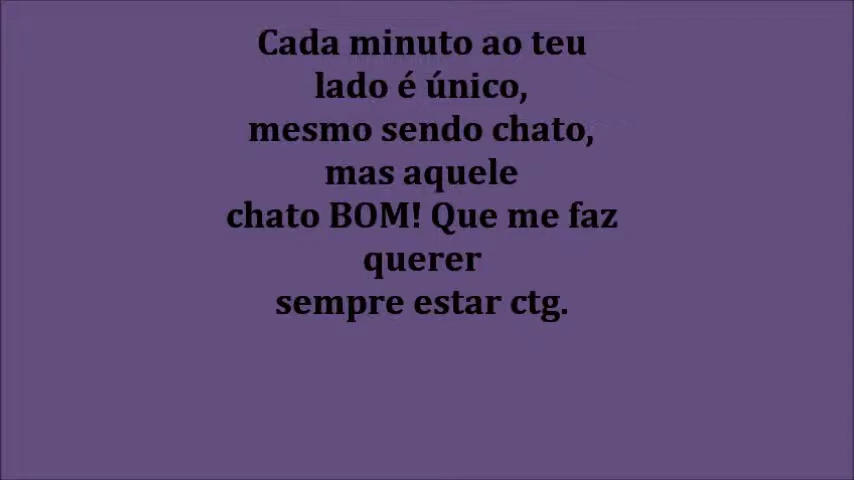 Cada minuto ao teu
lado é único,
mesmo sendo chato,
mas aquele
chato BOM! Que me faz
querer
sempre estar ctg.